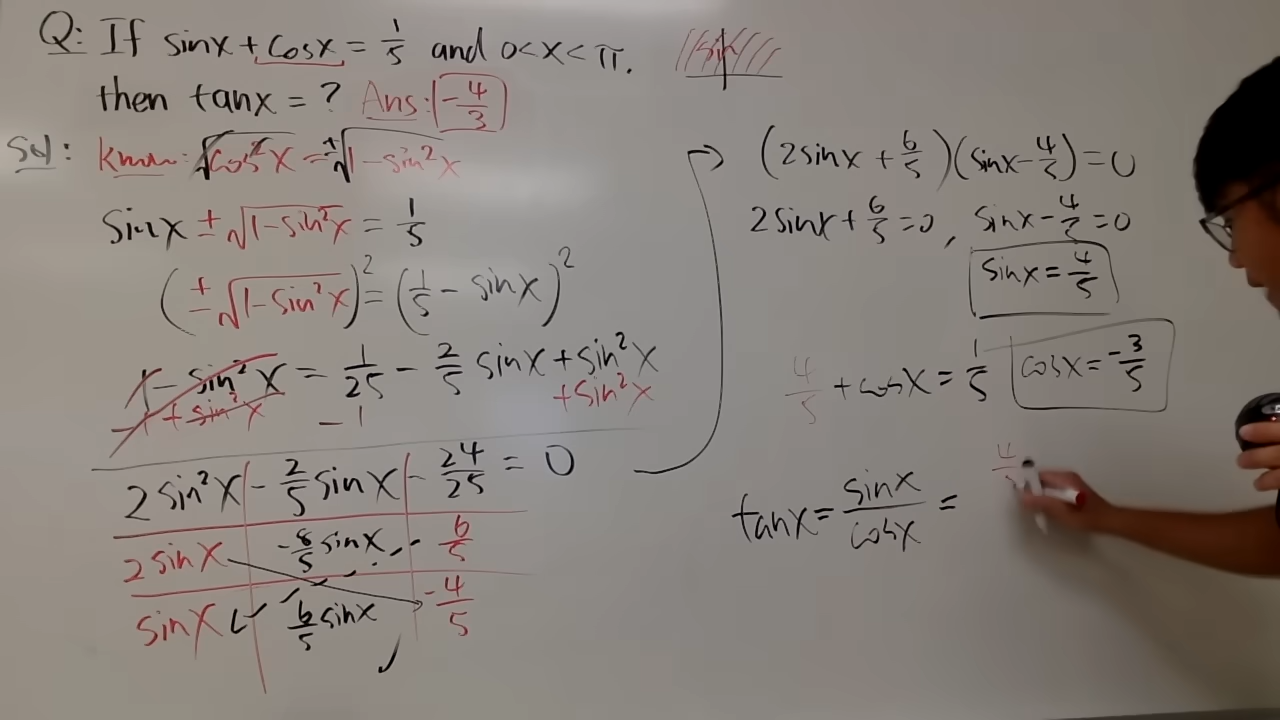 Q: If sinx + cosx = 1/5 and 0 < x < π.
then tanx = ? Ans: -4/3
Sol: know: √cos²x = ±√1-sin²x
sinx ± √1-sin²x = 1/5
(± √1-sin²x)² = (1/5 - sinx)²
1 - sin²x = 1/25 - 2/5 sinx + sin²x
-1 + sin²x -1 +sin²x
2sin²x - 2/5 sinx - 24/25 = 0
2sinx -8/5 sinx 6/5
sinx 6/5 sinx -4/5
(2sinx + 6/5)(sinx - 4/5) = 0
2sinx + 6/5 = 0, sinx - 4/5 = 0
sinx = 4/5
4/5 + cosx = 1/5 cosx = -3/5
tanx = sinx/cosx = 4